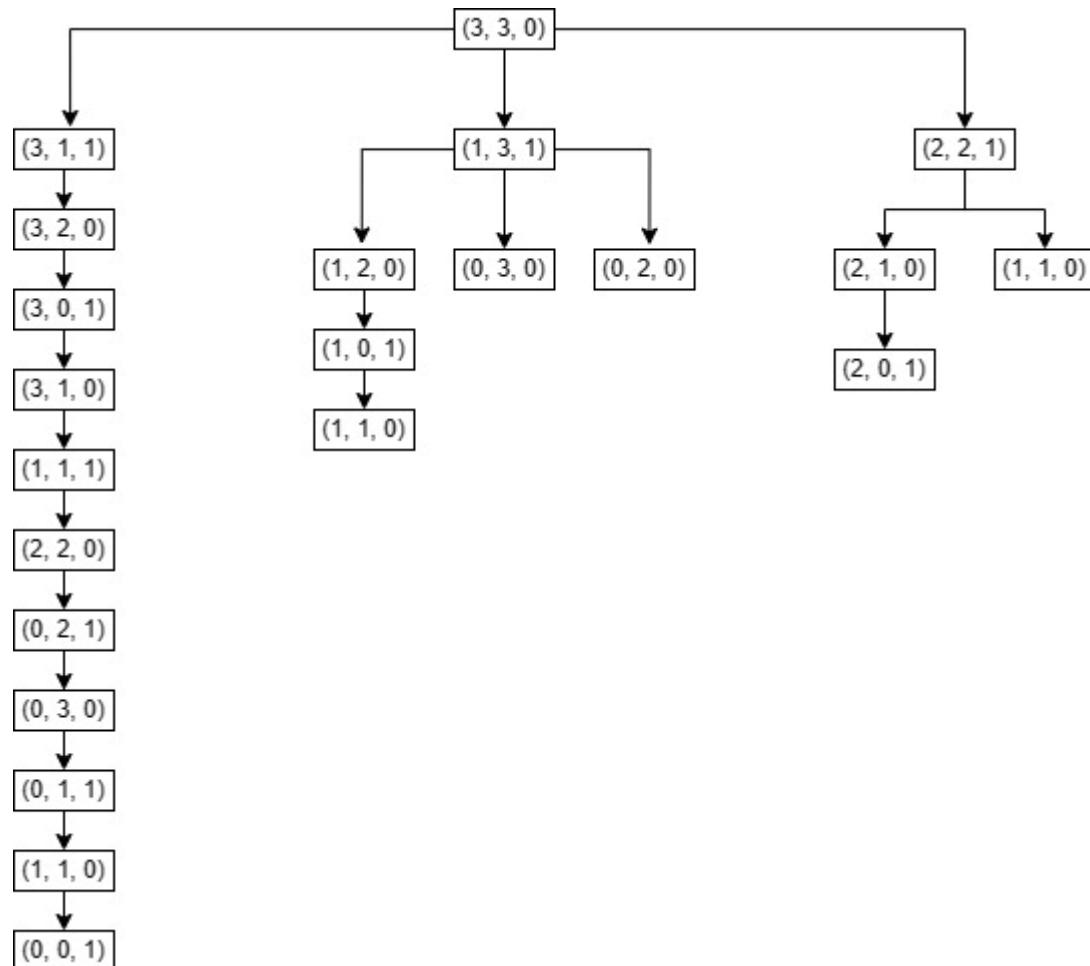 (3, 3, 0)
(3, 1, 1)
(1, 3, 1)
(2, 2, 1)
(3, 2, 0)
(1, 2, 0)
(0, 3, 0)
(0, 2, 0)
(2, 1, 0)
(1, 1, 0)
(3, 0, 1)
(1, 0, 1)
(2, 0, 1)
(3, 1, 0)
(1, 1, 0)
(1, 1, 1)
(2, 2, 0)
(0, 2, 1)
(0, 3, 0)
(0, 1, 1)
(1, 1, 0)
(0, 0, 1)